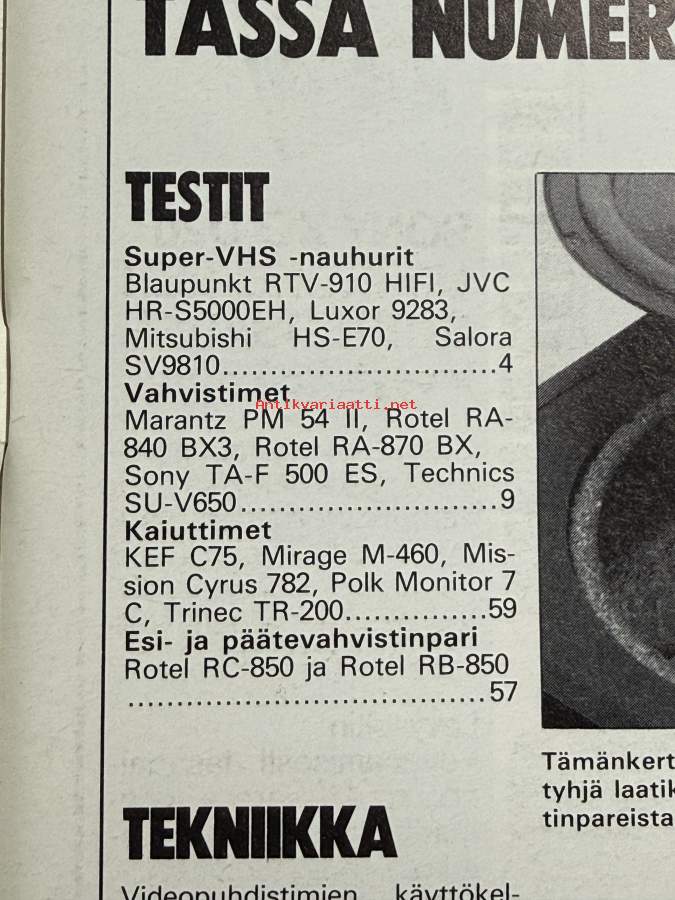 TÄSSÄ NUMER
TESTIT
Super-VHS -nauhurit
Blaupunkt RTV-910 HIFI, JVC
HR-S5000EH, Luxor 9283,
Mitsubishi HS-E70, Salora
SV9810............................4
Vahvistimet
Antikvariaatti.net
Marantz PM 54 II, Rotel RA-
840 BX3, Rotel RA-870 BX,
Sony TA-F 500 ES, Technics
SU-V650..........................9
Kaiuttimet
KEF C75, Mirage M-460, Mis-
sion Cyrus 782, Polk Monitor 7
C, Trinec TR-200...............59
Esi- ja päätevahvistinpari
Rotel RC-850 ja Rotel RB-850
....................................57
TEKNIIKKA
Videopuhdistimien käyttökel-
Tämänkert
tyhjä laatik
tinpareista